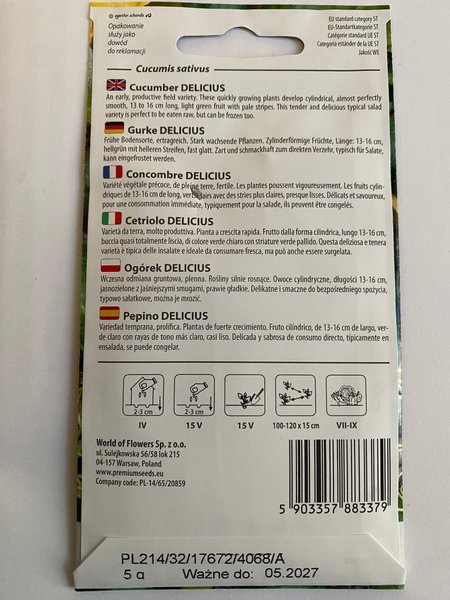 © agentur schendo
Opakowanie
służy jako
dowód
do reklamacji
EU standard category ST
EU-Standartkategorie ST
Catégorie standard UE ST
Categoria estánder de la UE ST
JakośćWE
Cucumis sativus
Cucumber DELICIUS
An early, productive field variety. These quickly growing plants develop cylindrical, almost perfectly
smooth, 13 to 16 cm long, light green fruit with pale stripes. This tender and delicious typical salad
variety is perfect to be eaten raw, but can be frozen too.
Gurke DELICIUS
Frühe Bodensorte, ertragreich. Stark wachsende Pflanzen. Zylinderförmige Früchte, Länge: 13-16 cm,
hellgrün mit helleren Streifen, fast glatt. Zart und schmackhaft zum direkten Verzehr, typisch für Salate,
kann eingefrostet werden.
Concombre DELICIUS
Variété végétale précoce, de pleine terre, fertile. Les plantes poussent vigoureusement. Les fruits cylin-
driques de 13-16 cm de long, verts clairs avec des stries plus claires, presque lisses. Délicats et savoureux,
pour une consommation immédiate, typiquement pour la salade, ils peuvent être congelés.
Cetriolo DELICIUS
Varietà da terra, molto produttiva. Pianta a crescita rapida. Frutto dalla forma cilindrica, lungo 13-16 cm,
buccia quasi totalmente liscia, di colore verde chiaro con striature verde pallido. Questa deliziosa e tenera
varietà è tipica delle insalate e ideale da consumare fresca, ma può anche essere surgelata.
Ogórek DELICIUS
Wczesna odmiana gruntowa, plenna. Rośliny silnie rosnące. Owoce cylindryczne, długości 13-16 cm,
jasnozielone z jaśniejszymi smugami, prawie gładkie. Delikatne i smaczne do bezpośredniego spożycia,
typowo sałatkowe, można je mrozić.
Pepino DELICIUS
Variedad temprana, prolífica. Plantas de fuerte crecimiento. Fruto cilíndrico, de 13-16 cm de largo, ver-
de claro con rayas de tono más claro, casi liso. Delicada y sabrosa de consumo directo, típicamente en
ensalada, se puede congelar.
2-3 cm 2-3 cm
IV 15 V 15 V 100-120 x 15 cm VII-IX
World of Flowers Sp. z o.o.
ul. Sulejkowska 56/58 lok 215
04-157 Warsaw, Poland
www.premiumseeds.eu
Company code: PL-14/65/20859
5 903357 883379
PL214/32/17672/4068/A
5 g Ważne do: 05.2027